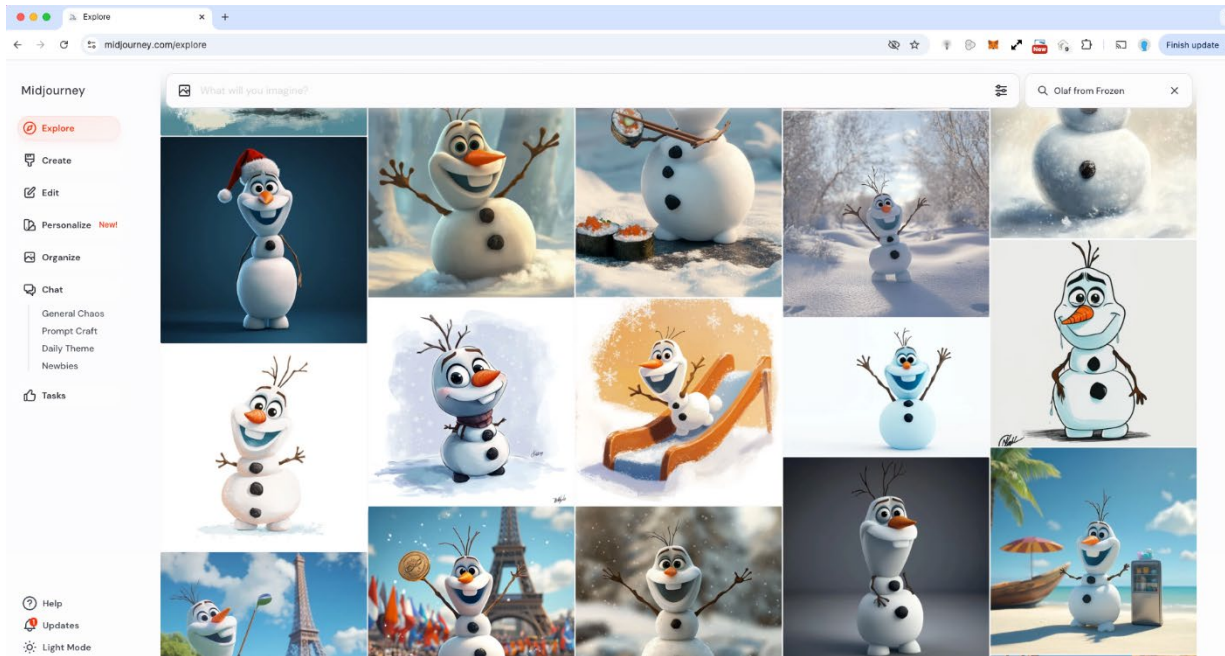 Explore
midjourney.com/explore
New
Finish update
Midjourney
What will you imagine?
Olaf from Frozen
Explore
Create
Edit
Personalize New!
Organize
Chat
General Chaos
Prompt Craft
Daily Theme
Newbies
Tasks
Help
Updates
Light Mode